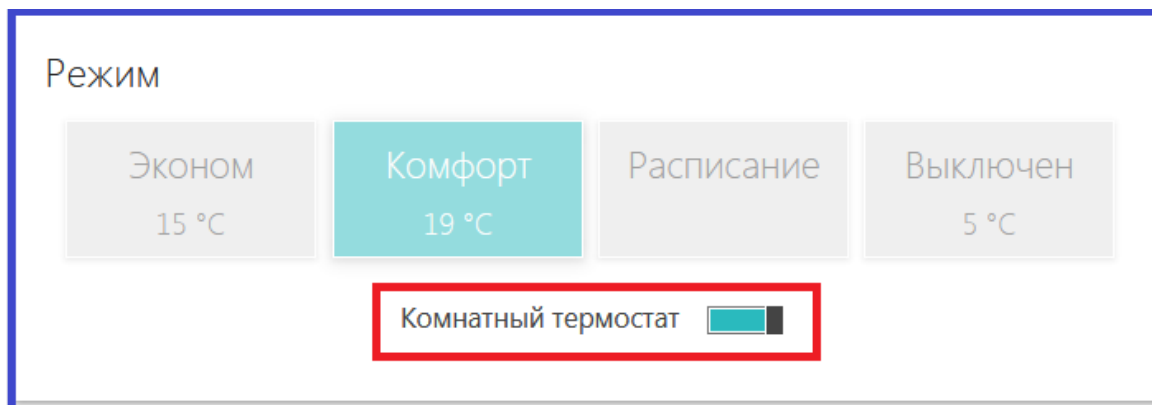 Режим
Эконом
15 °C
Комфорт
19 °C
Расписание
Выключен
5 °C
Комнатный термостат